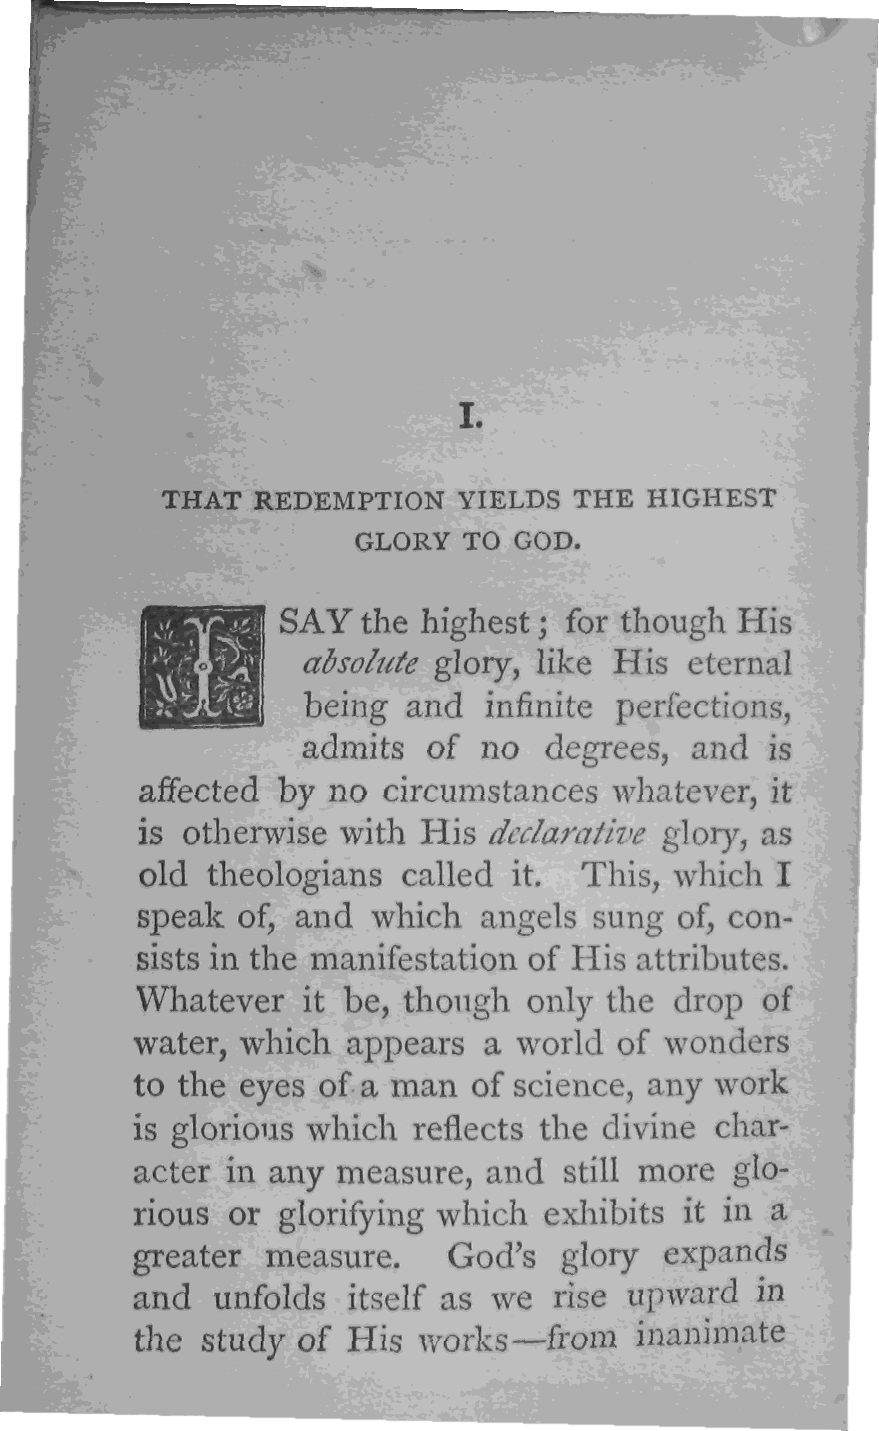 I.
THAT REDEMPTION YIELDS THE HIGHEST
GLORY TO GOD.
I SAY the highest; for though His
absolute glory, like His eternal
being and infinite perfections,
admits of no degrees, and is
affected by no circumstances whatever, it
is otherwise with His declarative glory, as
old theologians called it. This, which I
speak of, and which angels sung of, con-
sists in the manifestation of His attributes.
Whatever it be, though only the drop of
water, which appears a world of wonders
to the eyes of a man of science, any work
is glorious which reflects the divine char-
acter in any measure, and still more glo-
rious or glorifying which exhibits it in a
greater measure. God's glory expands
and unfolds itself as we rise upward in
the study of His works—from inanimate